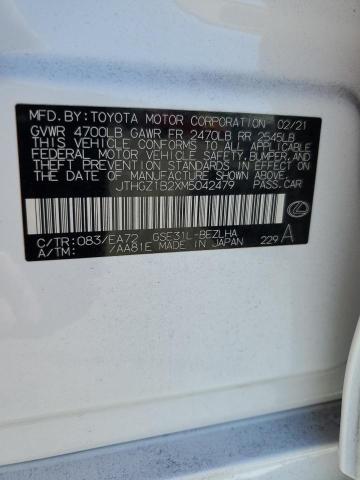 MFD. BY: TOYOTA MOTOR CORPORATION 02/21
GVWR 4700LB GAWR FR 2470LB RR 2545LB
THIS VEHICLE CONFORMS TO ALL APPLICABLE
FEDERAL MOTOR VEHICLE SAFETY, BUMPER, AND
THEFT PREVENTION STANDARDS IN EFFECT ON
THE DATE OF MANUFACTURE SHOWN ABOVE.
JTHGZ1B2XM5042479 PASS.CAR
C/TR: 083/EA72 GSE31L-BEZLHA
A/TM: /AA81E MADE IN JAPAN 229 A